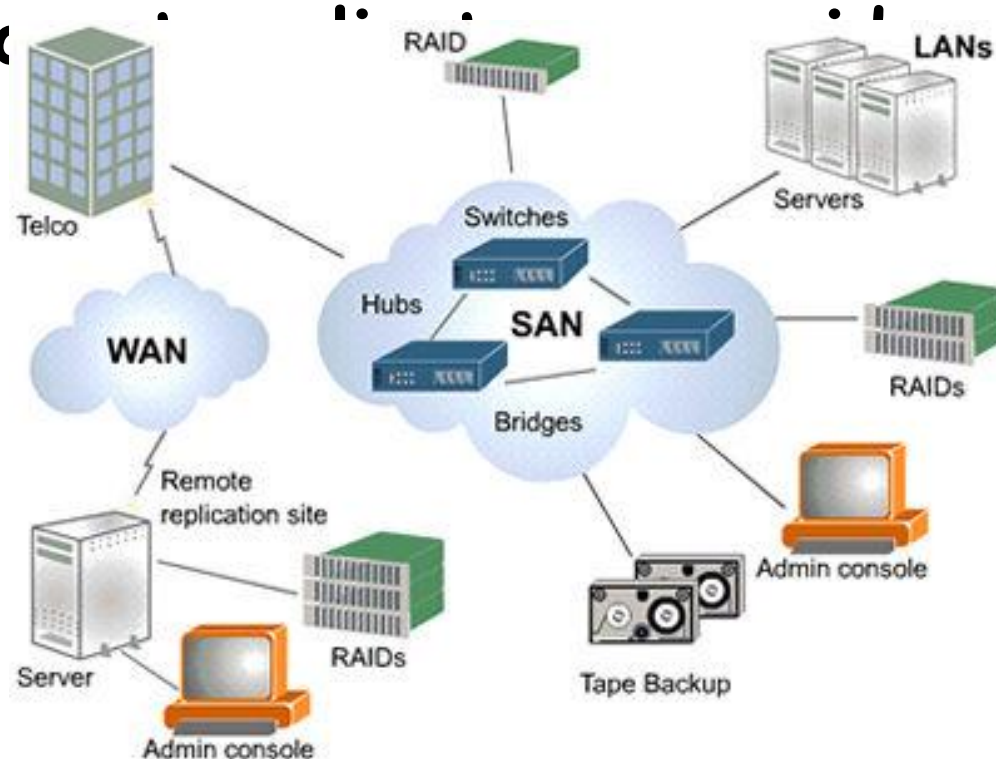 RAID
LANs
Servers
Telco
Switches
Hubs
SAN
WAN
RAIDs
Bridges
Remote
replication site
Admin console
RAIDs
Server
Tape Backup
Admin console